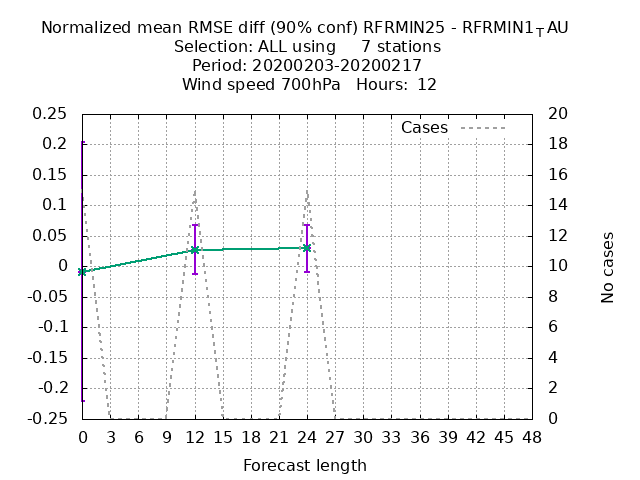 Normalized mean RMSE diff (90% conf) RFRMIN25 - RFRMIN1TAU
Selection: ALL using 7 stations
Period: 20200203-20200217
Wind speed 700hPa Hours: 12
Cases
0.25
0.2
0.15
0.1
0.05
0
-0.05
-0.1
-0.15
-0.2
-0.25
20
18
16
14
12
10
8
6
4
2
0
No cases
0 3 6 9 12 15 18 21 24 27 30 33 36 39 42 45 48
Forecast length